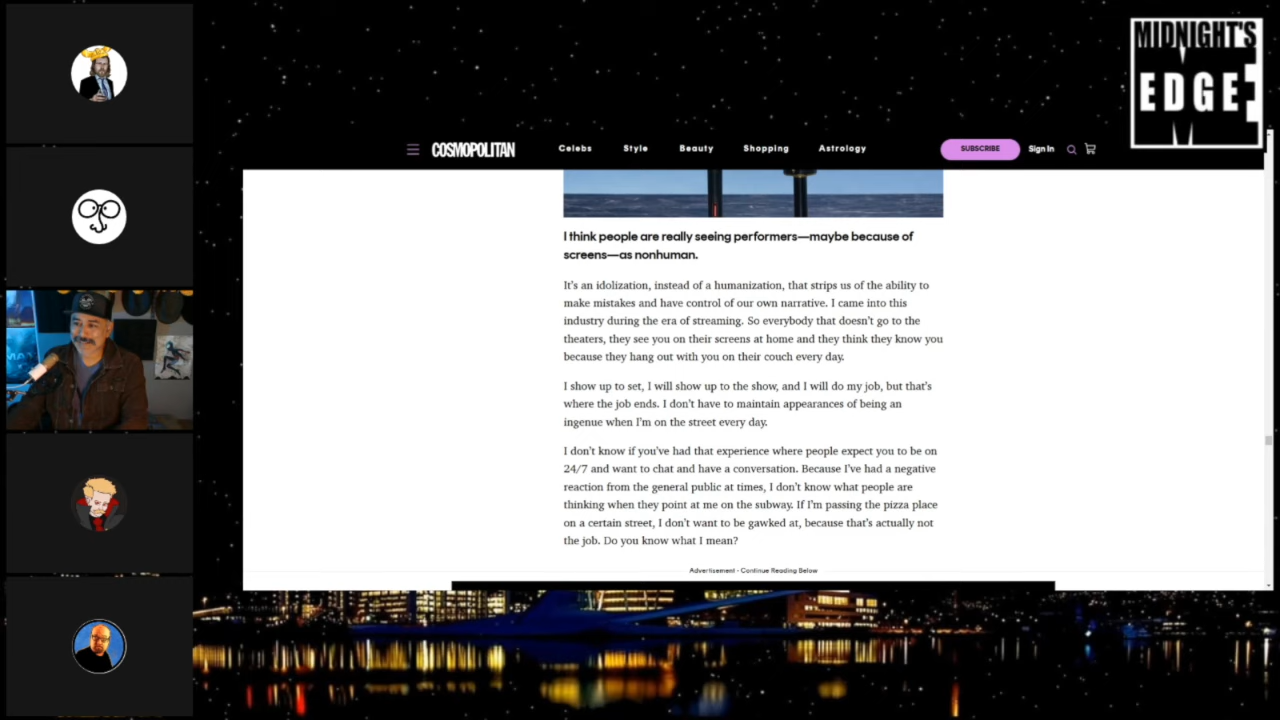 MIDNIGHT'S
EDGE
COSMOPOLITAN
Celebs
Style
Beauty
Shopping
Astrology
SUBSCRIBE
Sign In
I think people are really seeing performers—maybe because of
screens—as nonhuman.
It's an idolization, instead of a humanization, that strips us of the ability to
make mistakes and have control of our own narrative. I came into this
industry during the era of streaming. So everybody that doesn't go to the
theaters, they see you on their screens at home and they think they know you
because they hang out with you on their couch every day.
I show up to set, I will show up to the show, and I will do my job, but that's
where the job ends. I don't have to maintain appearances of being an
ingenue when I'm on the street every day.
I don't know if you've had that experience where people expect you to be on
24/7 and want to chat and have a conversation. Because I've had a negative
reaction from the general public at times, I don't know what people are
thinking when they point at me on the subway. If I'm passing the pizza place
on a certain street, I don't want to be gawked at, because that's actually not
the job. Do you know what I mean?
Advertisement - Continue Reading Below